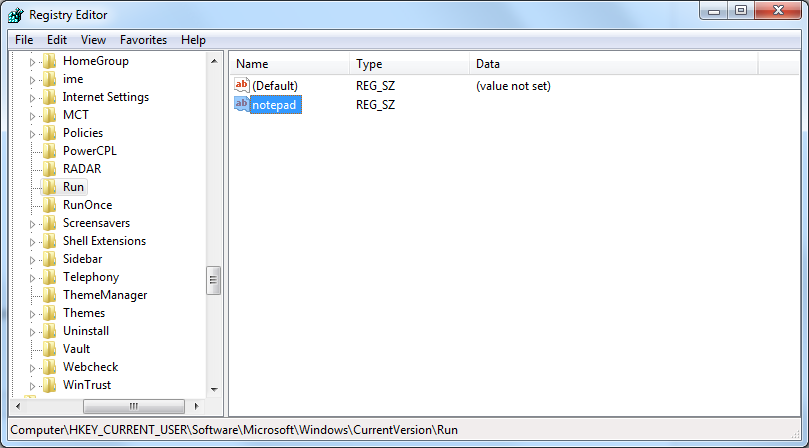 Registry Editor
File Edit View Favorites Help
HomeGroup
ime
Internet Settings
MCT
Policies
PowerCPL
RADAR
Run
RunOnce
Screensavers
Shell Extensions
Sidebar
Telephony
ThemeManager
Themes
Uninstall
Vault
Webcheck
WinTrust
Name Type Data
ab (Default) REG_SZ (value not set)
ab notepad REG_SZ
Computer\HKEY_CURRENT_USER\Software\Microsoft\Windows\CurrentVersion\Run